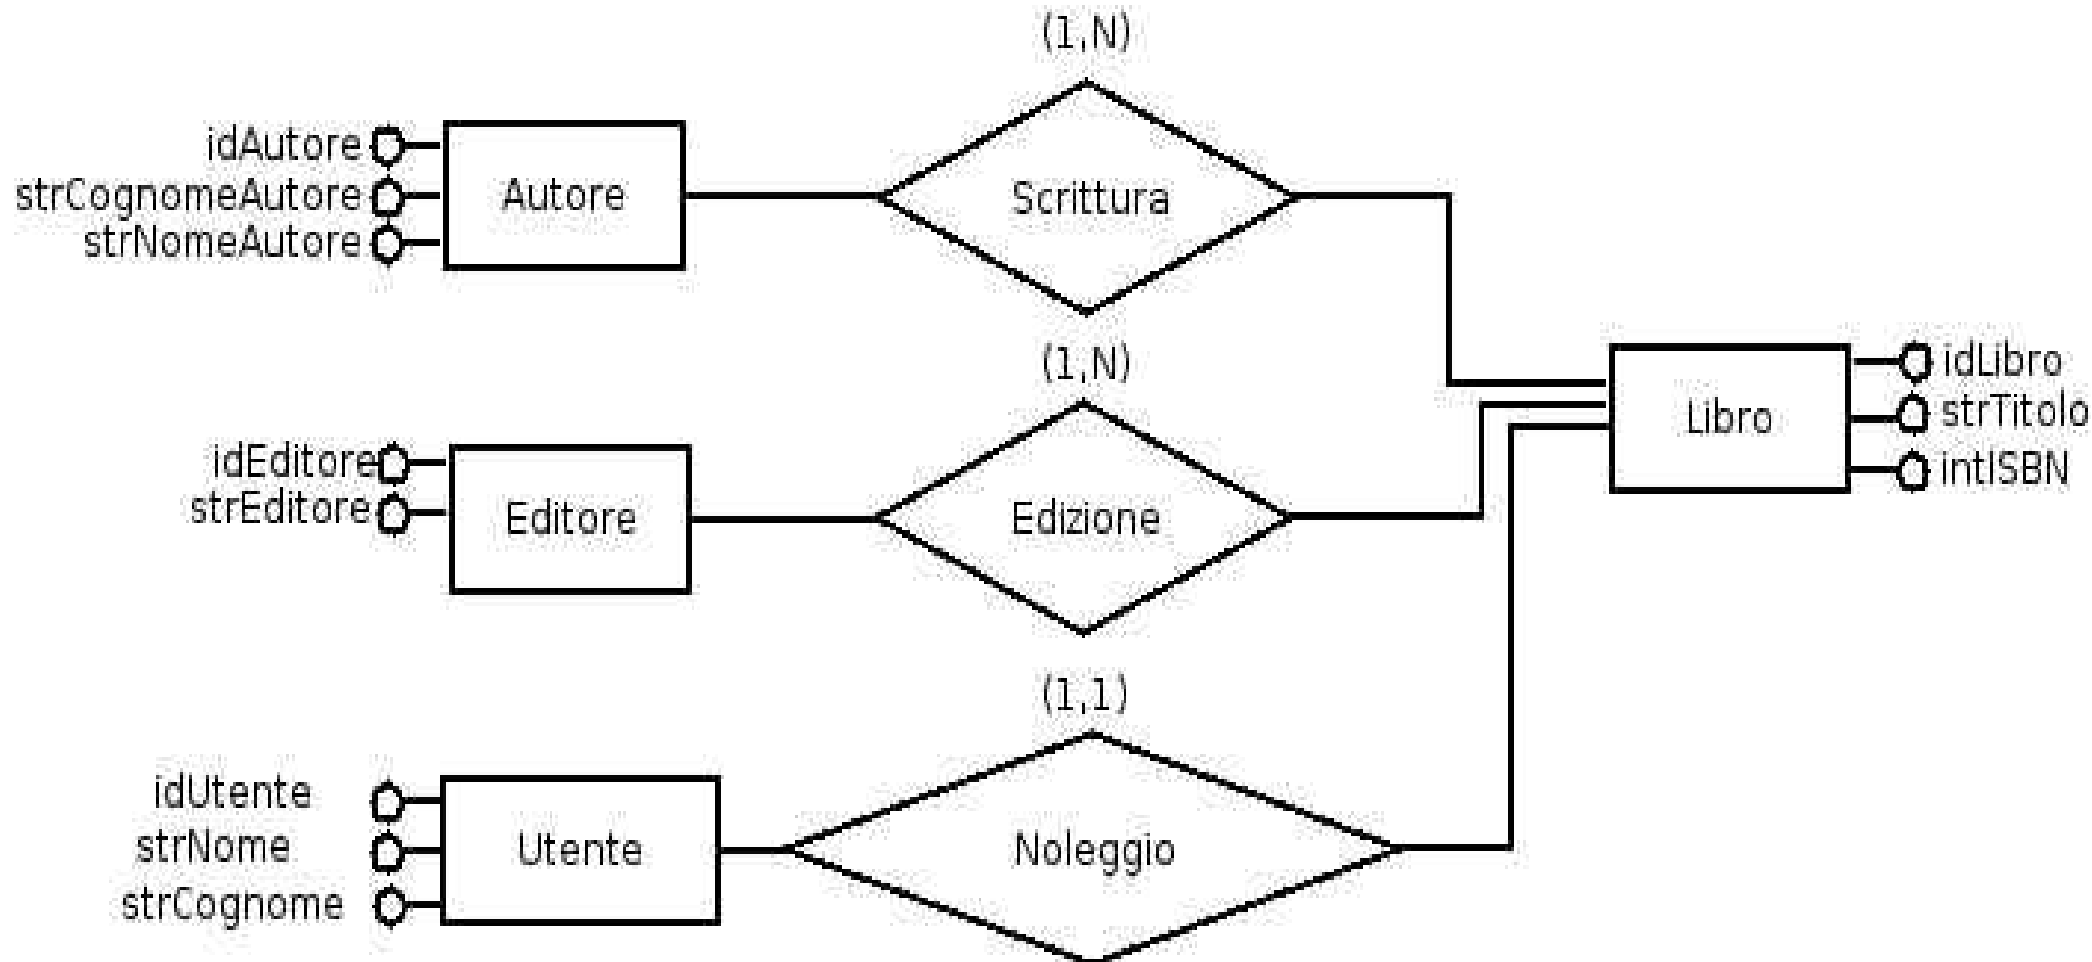 (1,N)
idAutore
strCognomeAutore
strNomeAutore
Autore
Scrittura
(1,N)
idEditore
strEditore
Editore
Edizione
Libro
idLibro
strTitolo
intISBN
(1,1)
idUtente
strNome
strCognome
Utente
Noleggio